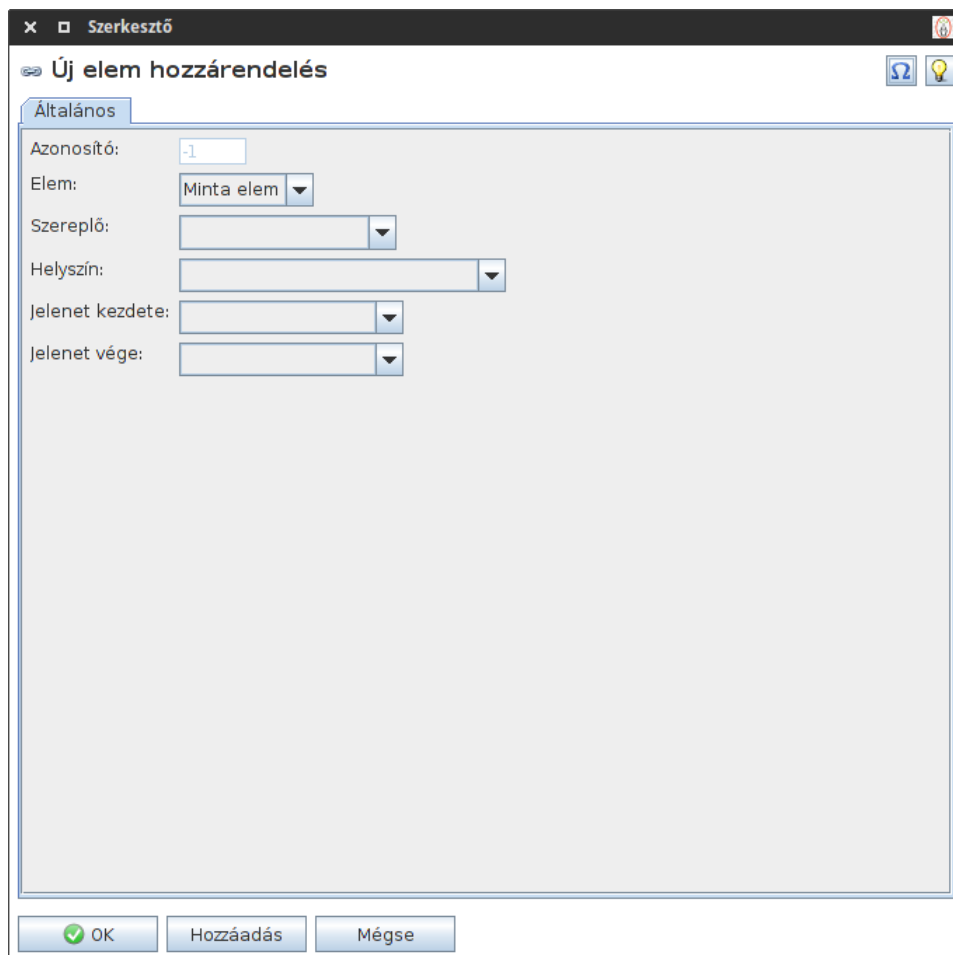 Szerkesztő
Új elem hozzárendelés
Ω
Általános
Azonosító: -1
Elem: Minta elem
Szereplő:
Helyszín:
Jelenet kezdete:
Jelenet vége:
OK Hozzáadás Mégse